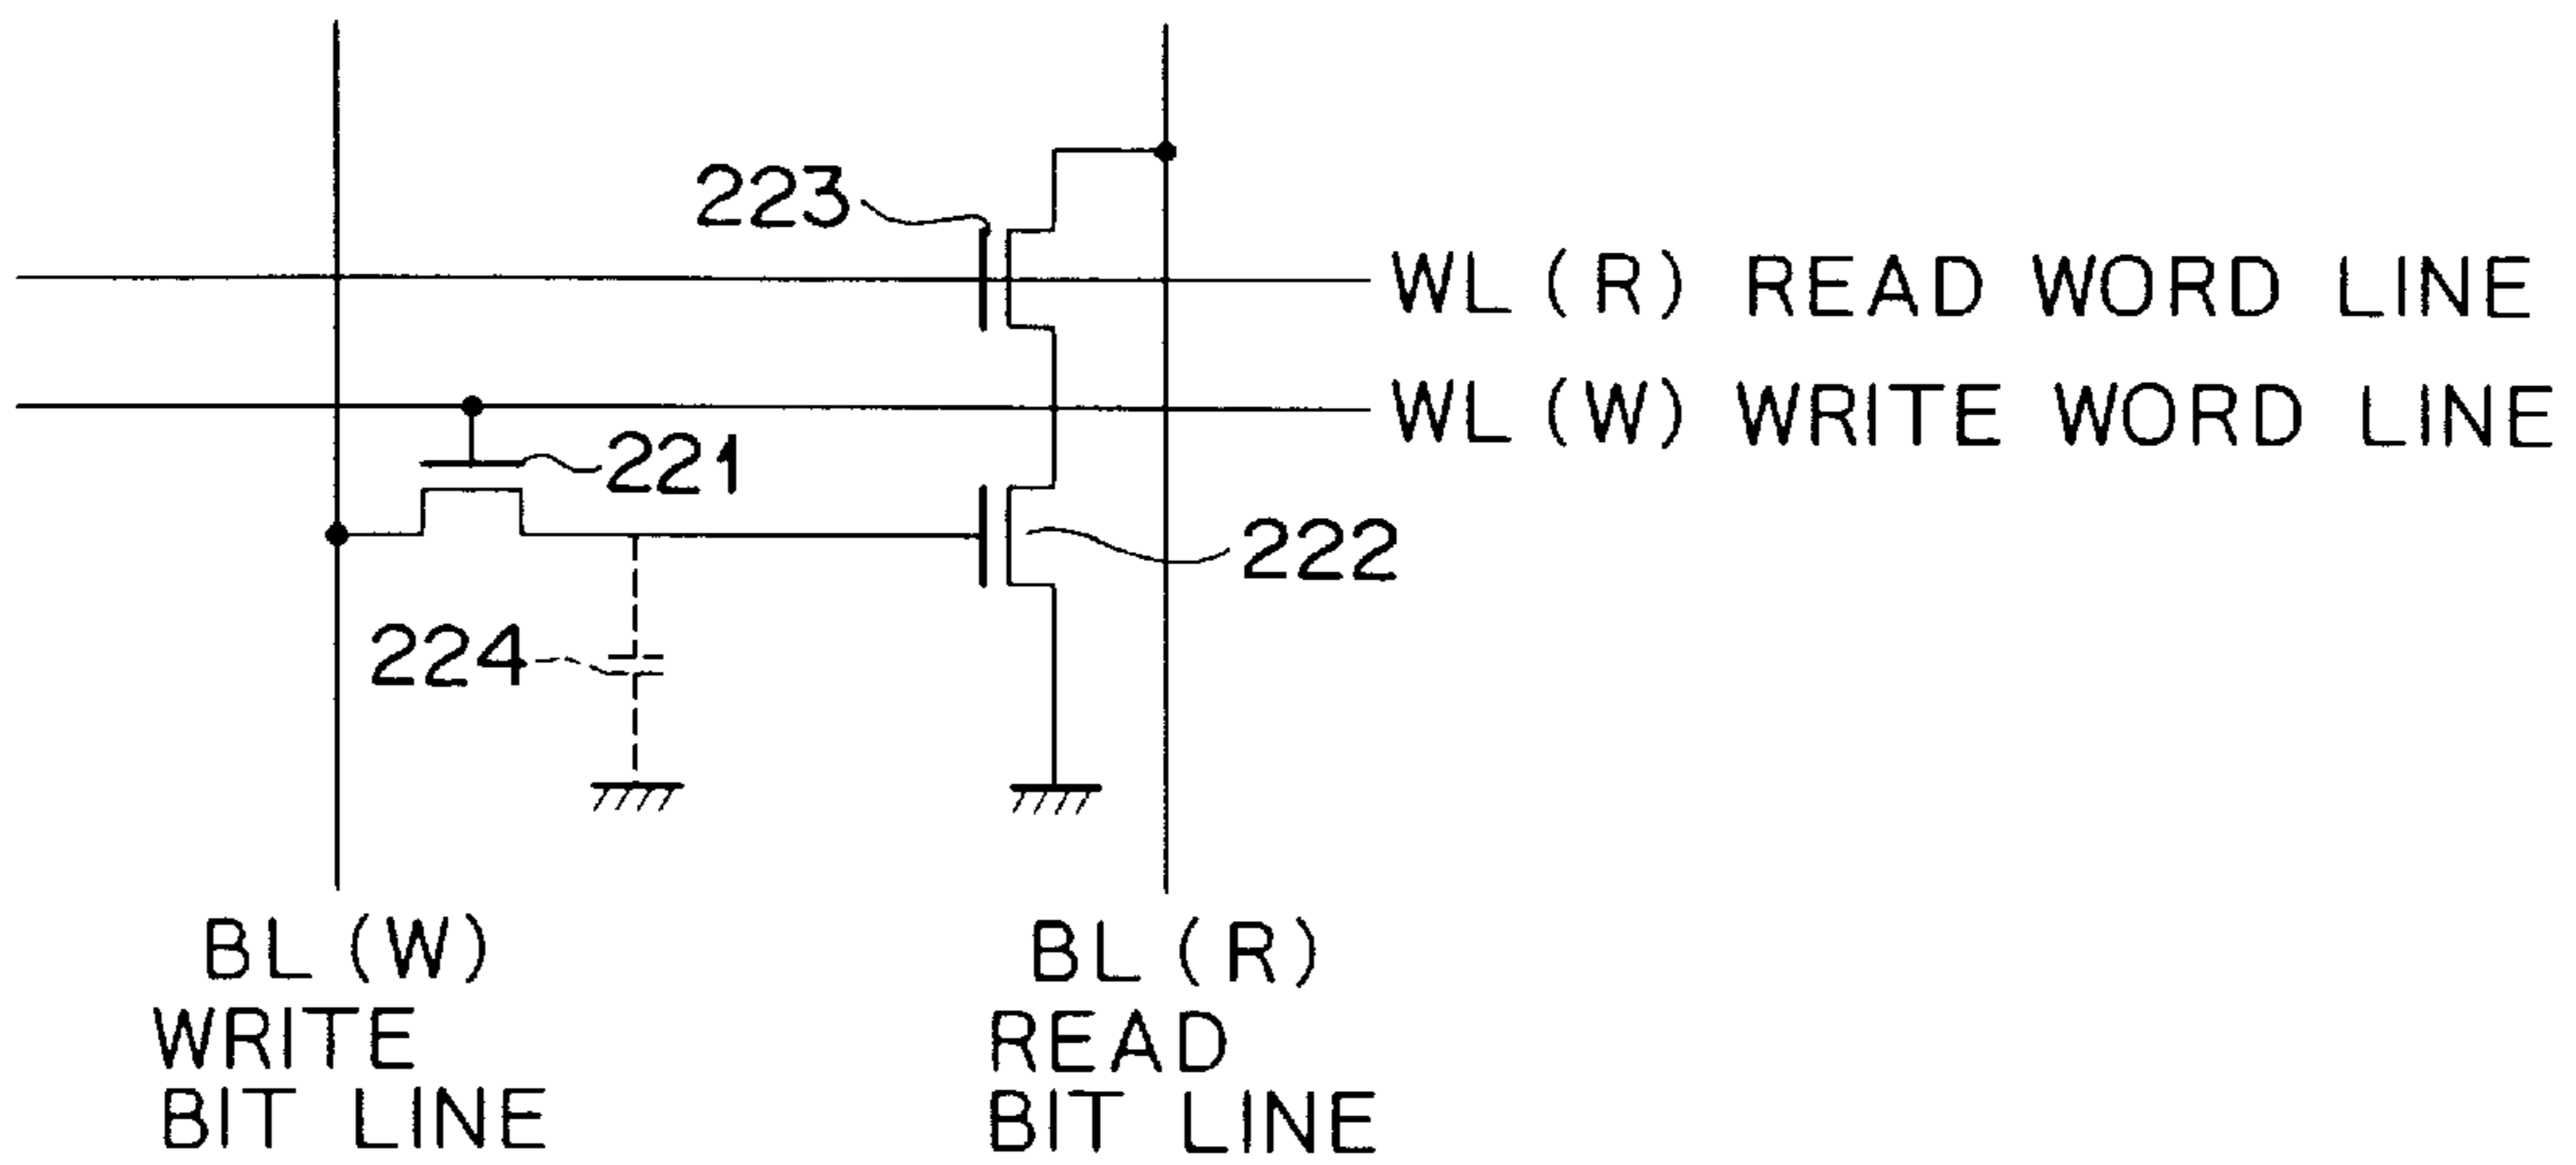 223
WL (R) READ WORD LINE
WL (W) WRITE WORD LINE
221
222
224
BL (W)
WRITE
BIT LINE
BL (R)
READ
BIT LINE